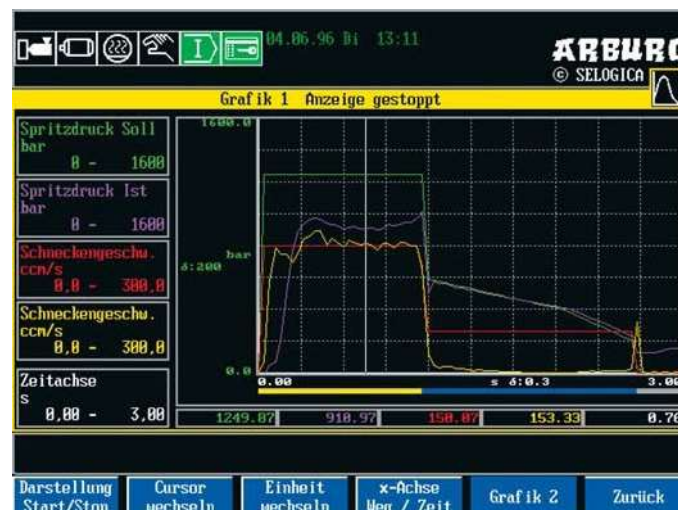 04.06.96 Di 13:11
ARBURG
© SELOGICA
Grafik 1 Anzeige gestoppt
Spritzdruck Soll
bar
0 - 1600
Spritzdruck Ist
bar
0 - 1600
Schneckengeschw.
ccm/s
0,0 - 300,0
Schneckengeschw.
ccm/s
0,0 - 300,0
Zeitachse
s
0,00 - 3,00
1600.0
bar
δ:200
0.0
0.00 s δ:0.3 3.00
1249.87 910.97 150.07 153.33 0.76
Darstellung
Start/Stop
Cursor
wechseln
Einheit
wechseln
x-Achse
Weg / Zeit
Grafik 2
Zurück